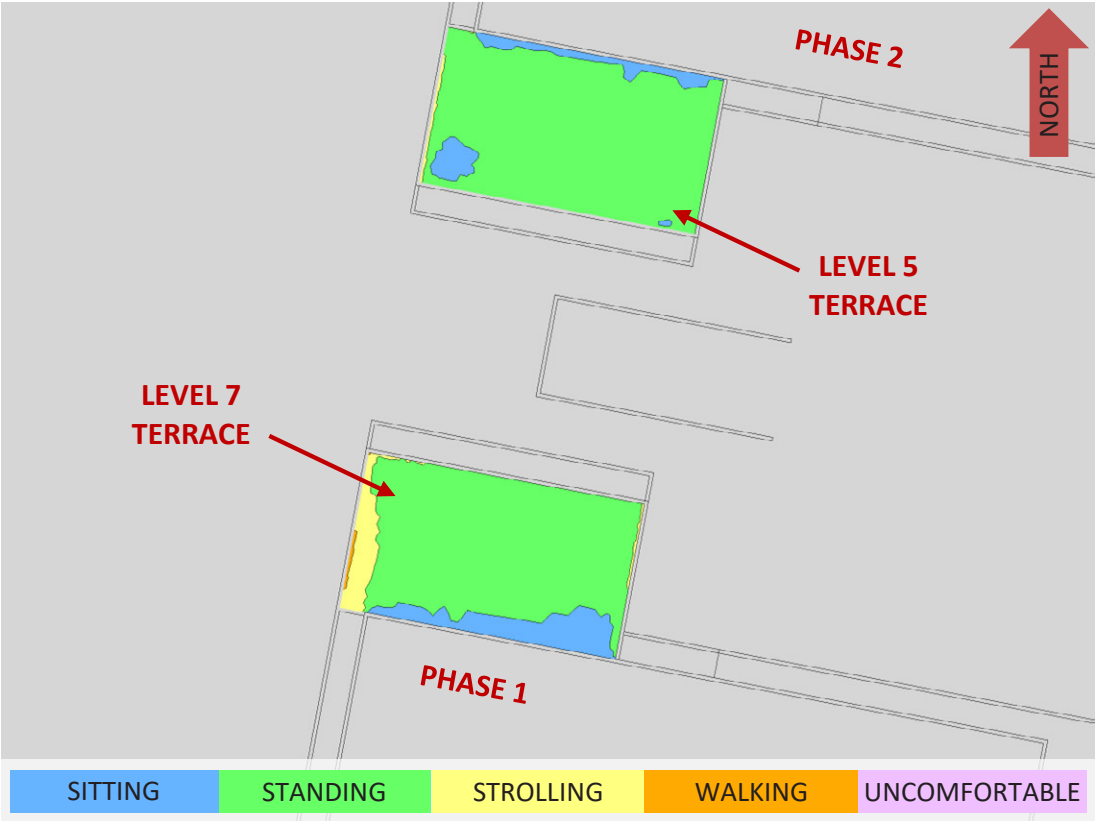 PHASE 2
NORTH
LEVEL 5
TERRACE
LEVEL 7
TERRACE
PHASE 1
SITTING
STANDING
STROLLING
WALKING
UNCOMFORTABLE